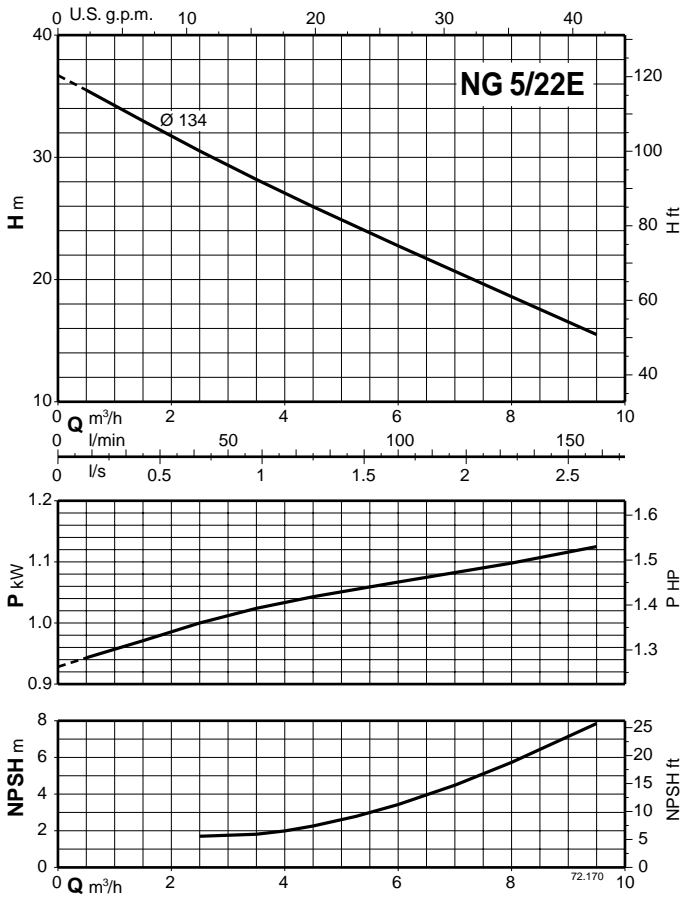 0 U.S. g.p.m. 10 20 30 40
NG 5/22E
Ø 134
40
30
20
10
H m
120
100
80
60
40
H ft
0 Q m³/h 2 4 6 8 10
0 l/min 50 100 150
0 l/s 0.5 1 1.5 2 2.5
1.2
1.1
1.0
0.9
P kW
1.6
1.5
1.4
1.3
P HP
8
6
4
2
0
NPSH m
25
20
15
10
5
0
NPSH ft
72.170
0 Q m³/h 2 4 6 8 10